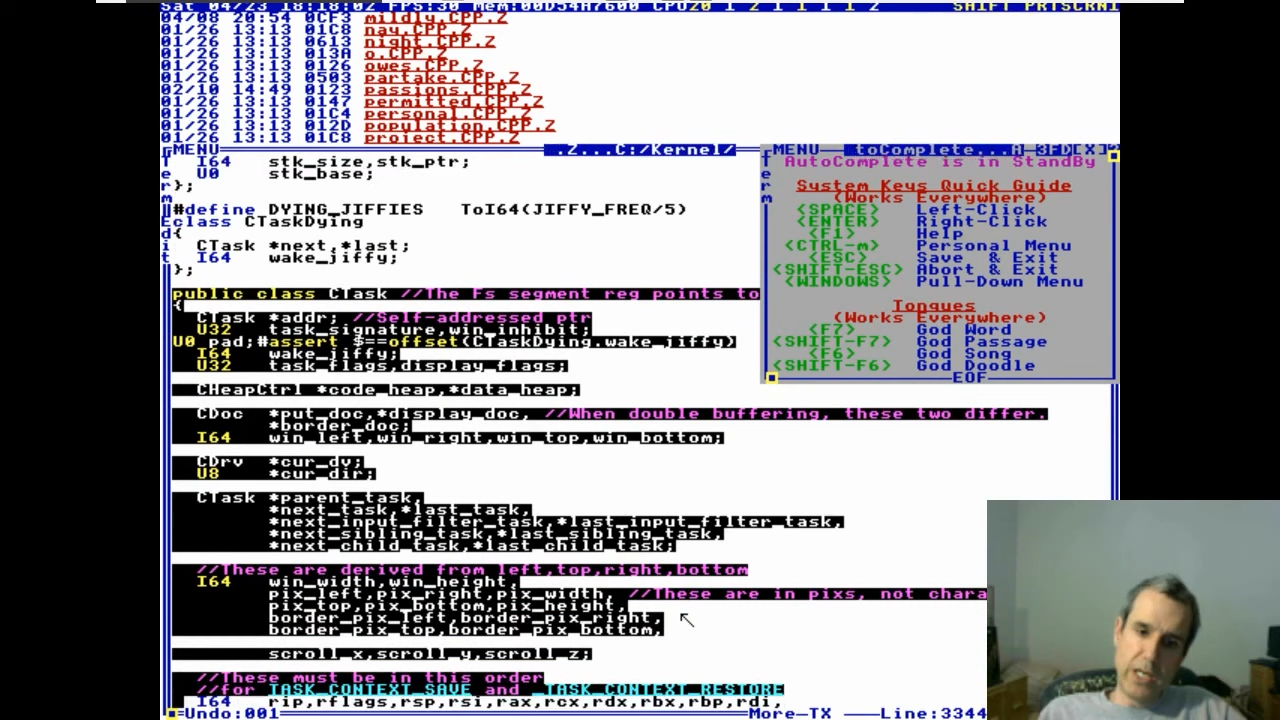 Sat 04/23 18:18:02 FPS:30 Mem:00D54A7600 CPU20 1 2 1 1 1 1 2 SHIFT PRTSCRN1
04/08 20:54 0CF3 mildly.CPP.Z
01/26 13:13 01C8 nay.CPP.Z
01/26 13:13 0613 night.CPP.Z
01/26 13:13 013A o.CPP.Z
01/26 13:13 0126 owes.CPP.Z
01/26 13:13 0503 partake.CPP.Z
02/10 14:49 0123 passions.CPP.Z
01/26 13:13 0147 permitted.CPP.Z
01/26 13:13 01C4 personal.CPP.Z
01/26 13:13 012D population.CPP.Z
01/26 13:13 01C8 project.CPP.Z
MENU .Z...C:/Kernel/
I64 stk_size,stk_ptr;
U0 stk_base;
};
#define DYING_JIFFIES ToI64(JIFFY_FREQ/5)
class CTaskDying
{
CTask *next,*last;
I64 wake_jiffy;
};
public class CTask //The Fs segment reg points to
{
CTask *addr; //Self-addressed ptr
U32 task_signature,win_inhibit;
U0 pad;#assert $==offset(CTaskDying.wake_jiffy)
I64 wake_jiffy;
U32 task_flags,display_flags;
CHeapCtrl *code_heap,*data_heap;
CDoc *put_doc,*display_doc, //When double buffering, these two differ.
*border_doc;
I64 win_left,win_right,win_top,win_bottom;
CDrv *cur_dv;
U8 *cur_dir;
CTask *parent_task,
*next_task,*last_task,
*next_input_filter_task,*last_input_filter_task,
*next_sibling_task,*last_sibling_task,
*next_child_task,*last_child_task;
//These are derived from left,top,right,bottom
I64 win_width,win_height,
pix_left,pix_right,pix_width, //These are in pixs, not chara
pix_top,pix_bottom,pix_height,
border_pix_left,border_pix_right,
border_pix_top,border_pix_bottom,
scroll_x,scroll_y,scroll_z;
//These must be in this order
//for TASK_CONTEXT_SAVE and _TASK_CONTEXT_RESTORE
I64 rip,rflags,rsp,rsi,rax,rcx,rdx,rbx,rbp,rdi,
Undo:001 More-TX Line:3344
MENU toComplete...A 3FD[X]?
AutoComplete is in StandBy
System Keys Quick Guide
(Works Everywhere)
<SPACE> Left-Click
<ENTER> Right-Click
<F1> Help
<CTRL-m> Personal Menu
<ESC> Save & Exit
<SHIFT-ESC> Abort & Exit
<WINDOWS> Pull-Down Menu
Tongues
(Works Everywhere)
<F7> God Word
<SHIFT-F7> God Passage
<F6> God Song
<SHIFT-F6> God Doodle
EOF